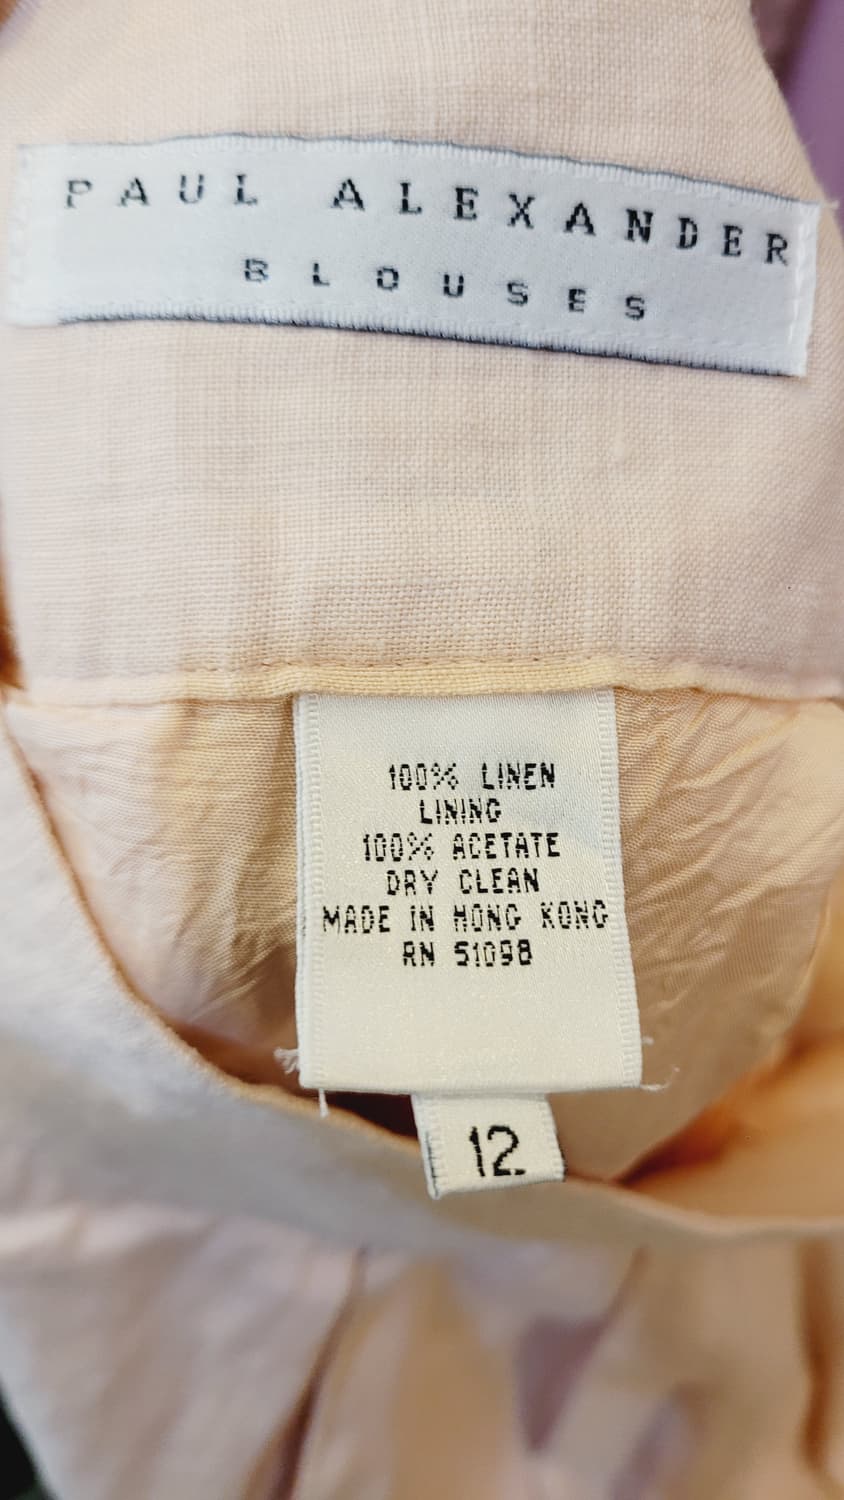 PAUL ALEXANDER
BLOUSES
100% LINEN
LINING
100% ACETATE
DRY CLEAN
MADE IN HONG KONG
RN 51098
12